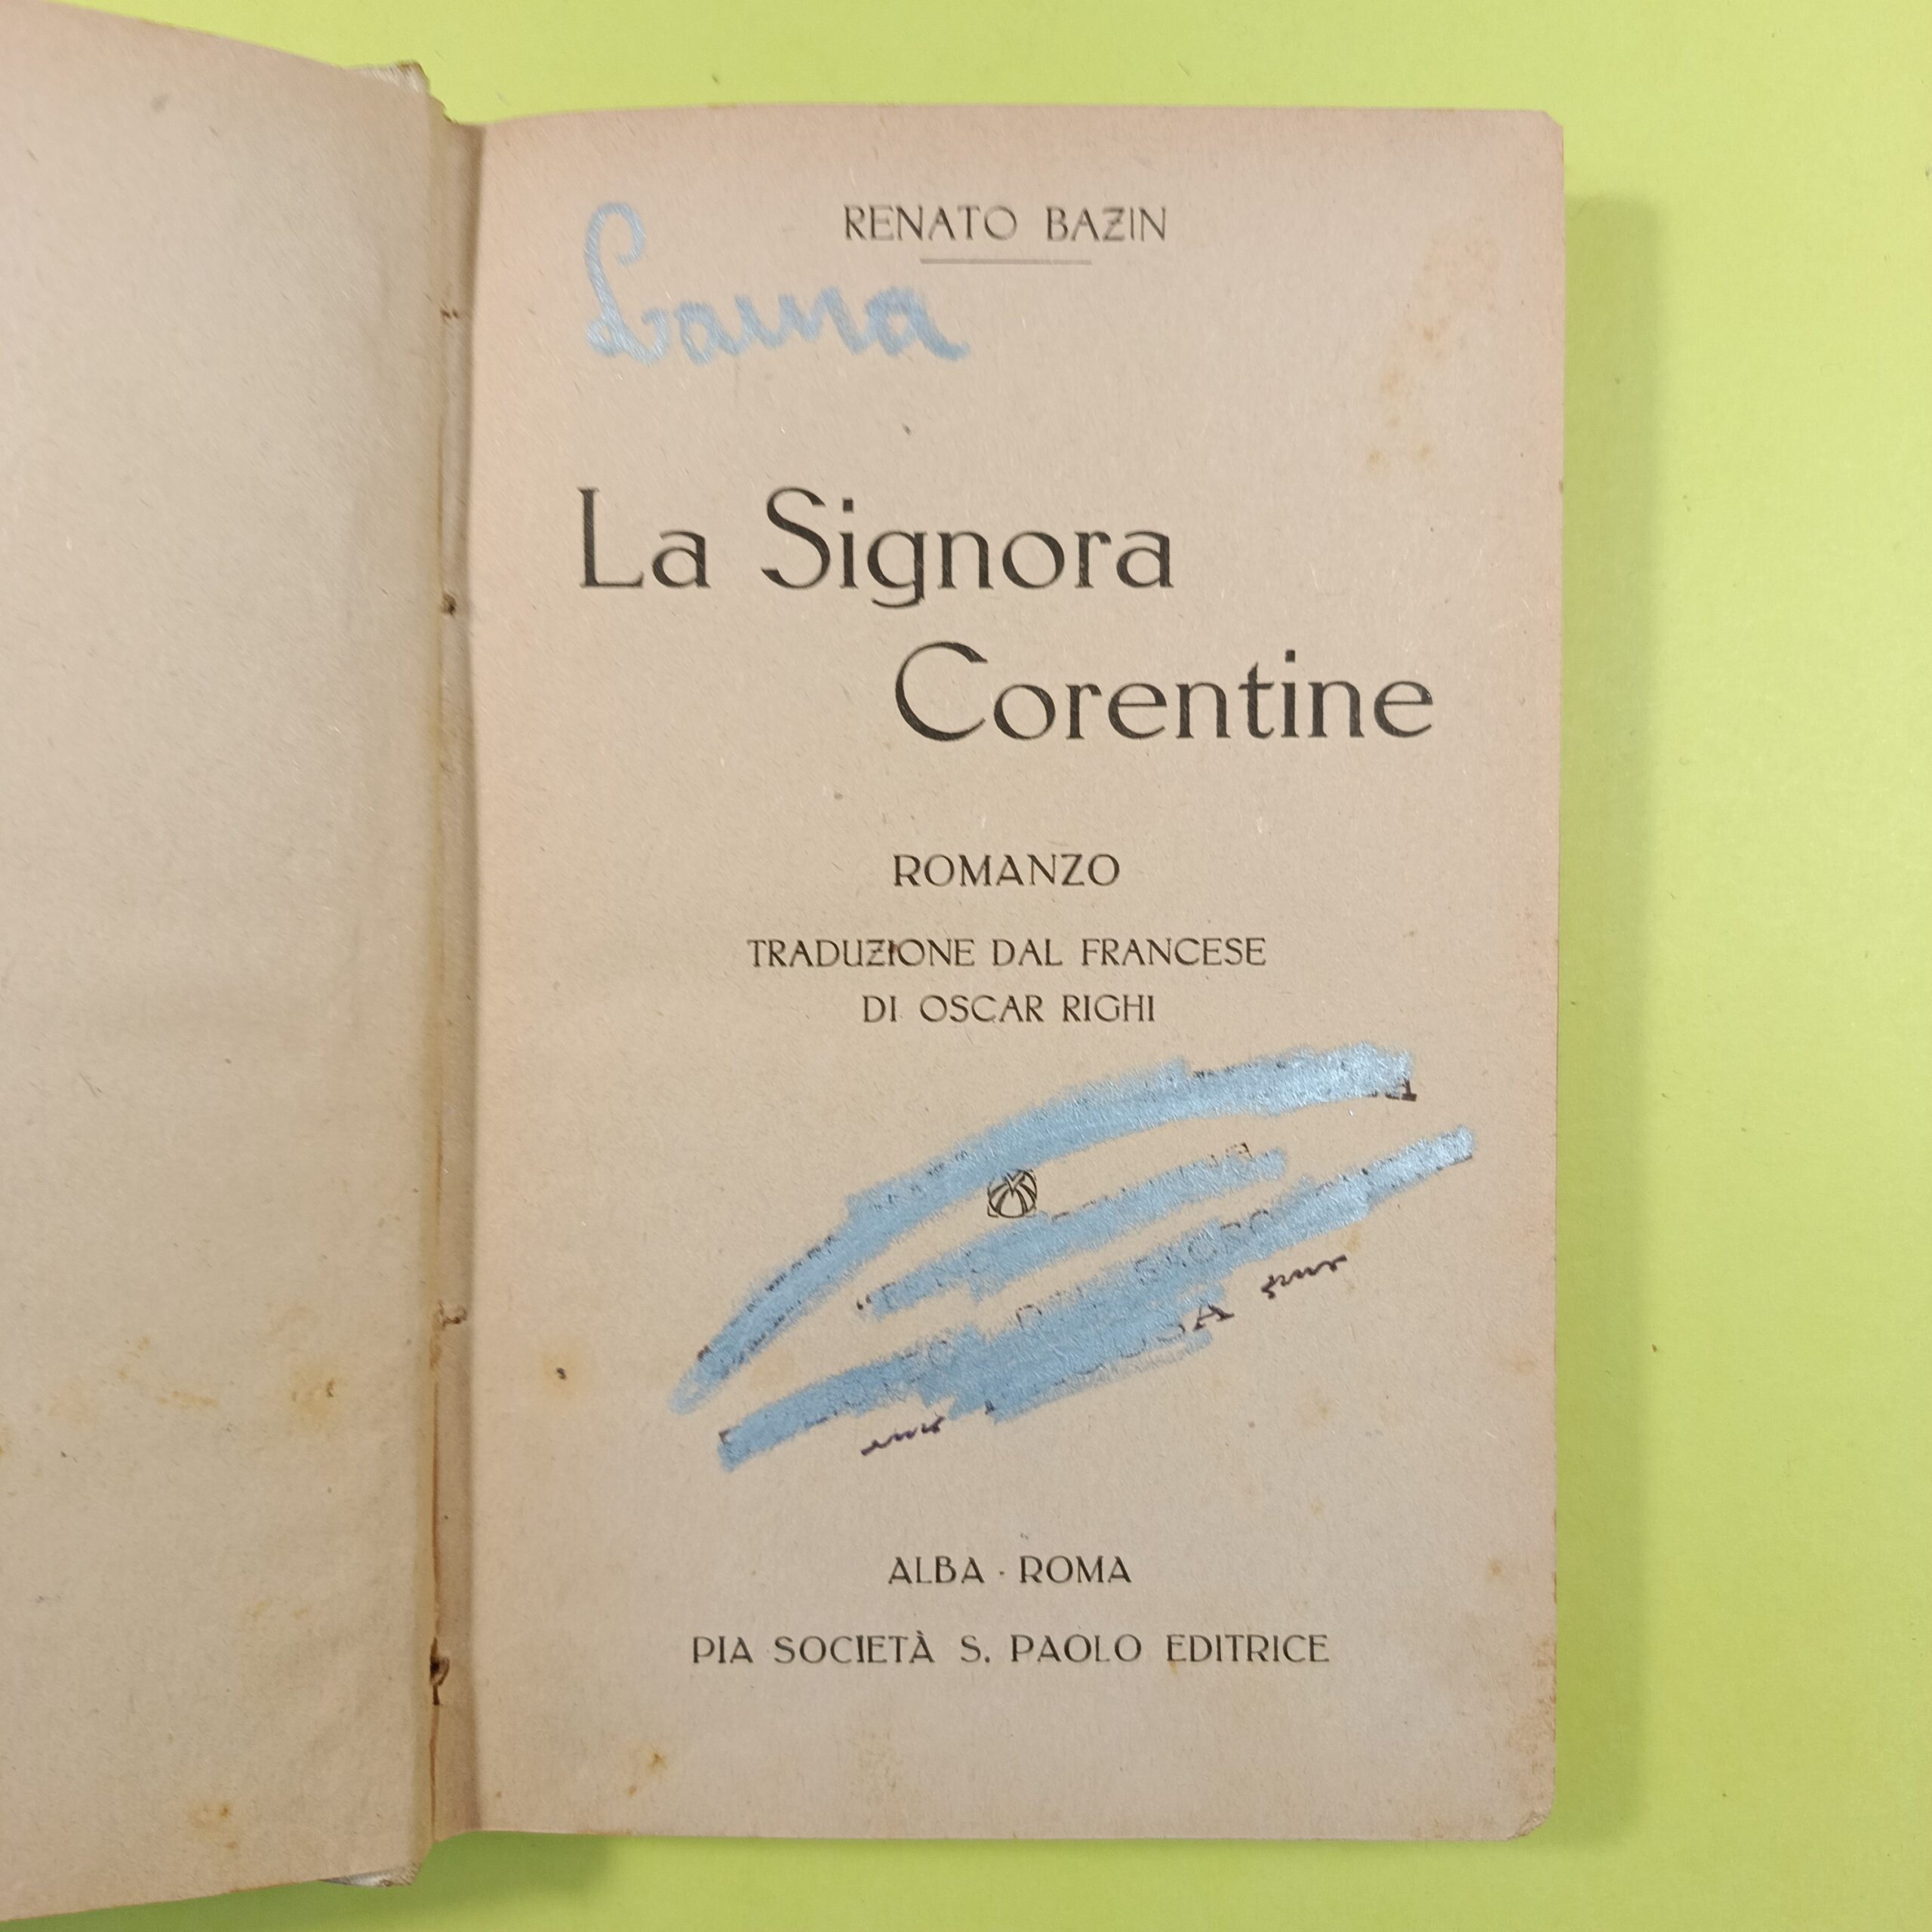 RENATO BAZIN
Laura
La Signora
Corentine
ROMANZO
TRADUZIONE DAL FRANCESE
DI OSCAR RIGHI
ALBA - ROMA
PIA SOCIETÀ S. PAOLO EDITRICE